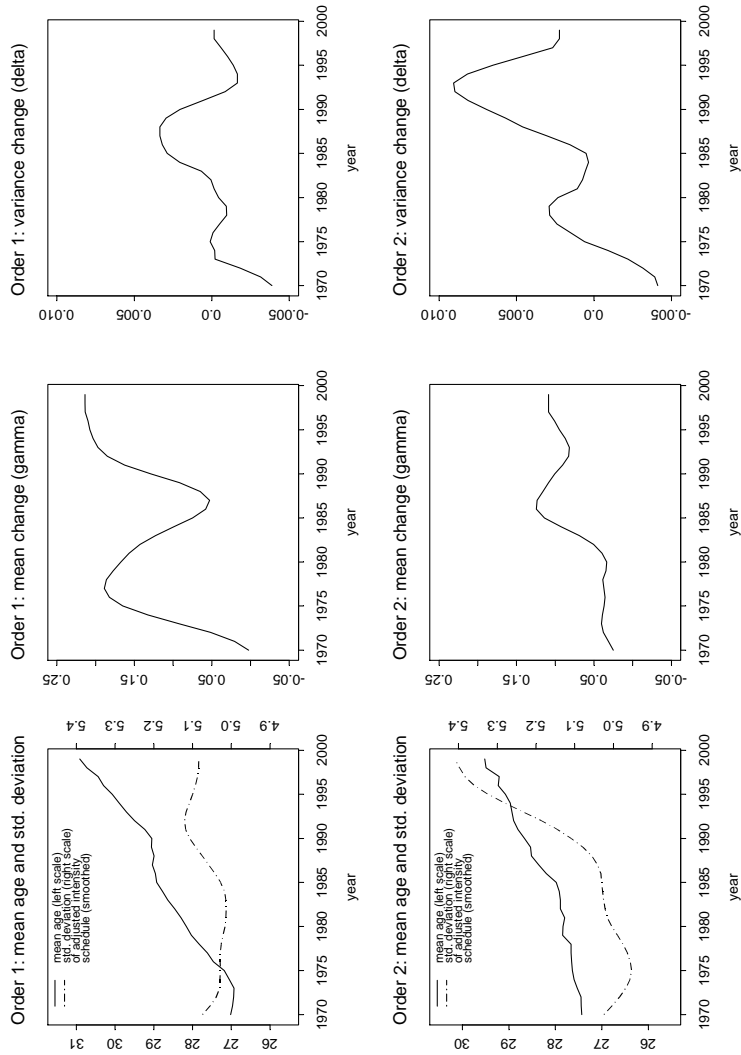 Order 1: variance change (delta)
0.010
0.005
0.0
-0.005
1970 1975 1980 1985 1990 1995 2000
year
Order 2: variance change (delta)
0.010
0.005
0.0
-0.005
1970 1975 1980 1985 1990 1995 2000
year
Order 1: mean change (gamma)
0.25
0.15
0.05
-0.05
1970 1975 1980 1985 1990 1995 2000
year
Order 2: mean change (gamma)
0.25
0.15
0.05
-0.05
1970 1975 1980 1985 1990 1995 2000
year
Order 1: mean age and std. deviation
mean age (left scale)
std. deviation (right scale)
of adjusted intensity
schedule (smoothed)
31
30
29
28
27
26
5.4
5.3
5.2
5.1
5.0
4.9
1970 1975 1980 1985 1990 1995 2000
year
Order 2: mean age and std. deviation
mean age (left scale)
std. deviation (right scale)
of adjusted intensity
schedule (smoothed)
30
29
28
27
26
5.4
5.3
5.2
5.1
5.0
4.9
1970 1975 1980 1985 1990 1995 2000
year